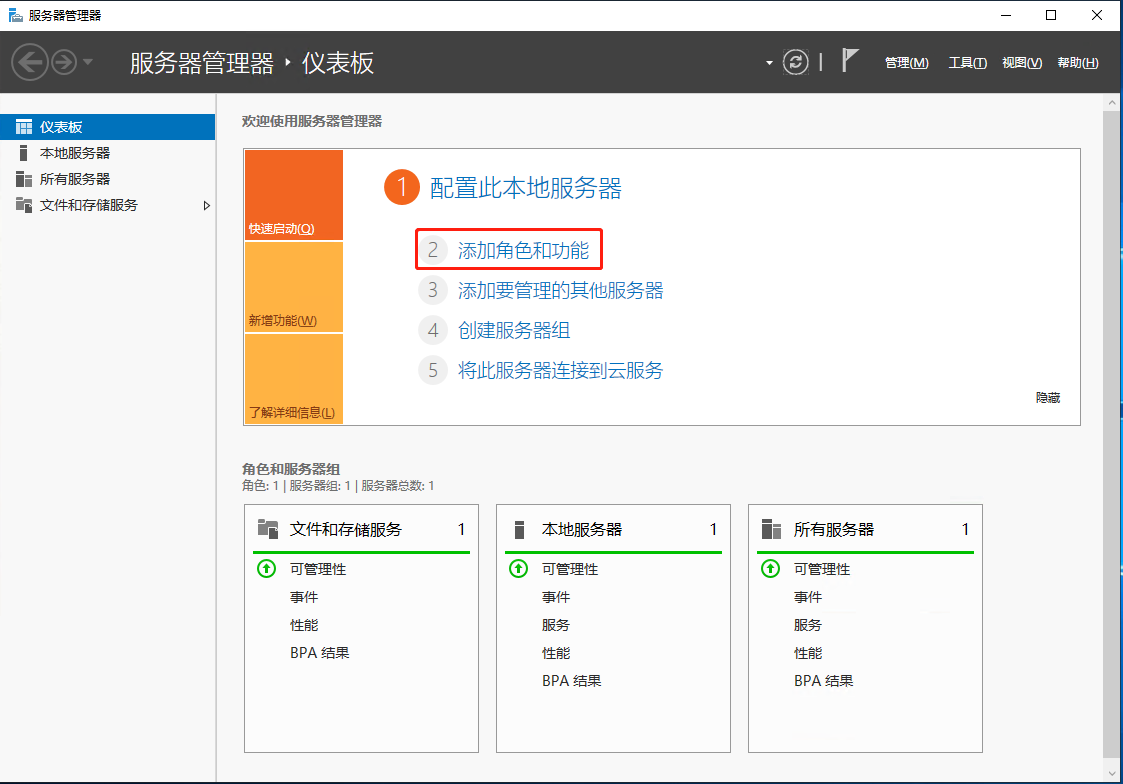 服务器管理器
服务器管理器 · 仪表板
管理(M) 工具(T) 视图(V) 帮助(H)
仪表板
本地服务器
所有服务器
文件和存储服务
欢迎使用服务器管理器
快速启动(Q)
新增功能(W)
了解详细信息(L)
1 配置此本地服务器
2 添加角色和功能
3 添加要管理的其他服务器
4 创建服务器组
5 将此服务器连接到云服务
隐藏
角色和服务器组
角色: 1 | 服务器组: 1 | 服务器总数: 1
文件和存储服务 1
可管理性
事件
性能
BPA 结果
本地服务器 1
可管理性
事件
服务
性能
BPA 结果
所有服务器 1
可管理性
事件
服务
性能
BPA 结果